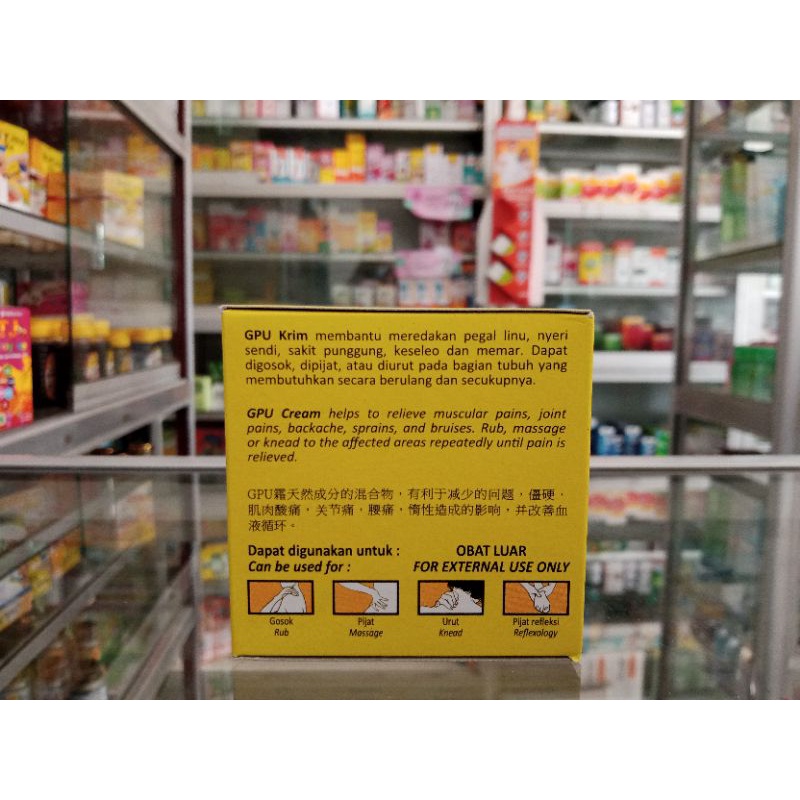 GPU Krim membantu meredakan pegal linu, nyeri
sendi, sakit punggung, keseleo dan memar. Dapat
digosok, dipijat, atau diurut pada bagian tubuh yang
membutuhkan secara berulang dan secukupnya.
GPU Cream helps to relieve muscular pains, joint
pains, backache, sprains, and bruises. Rub, massage
or knead to the affected areas repeatedly until pain is
relieved.
GPU霜天然成分的混合物，有利于减少的问题，僵硬，
肌肉酸痛，关节痛，腰痛，惰性造成的影响，并改善血
液循环。
Dapat digunakan untuk :
Can be used for :
OBAT LUAR
FOR EXTERNAL USE ONLY
Gosok
Rub
Pijat
Massage
Urut
Knead
Pijat refleksi
Reflexology